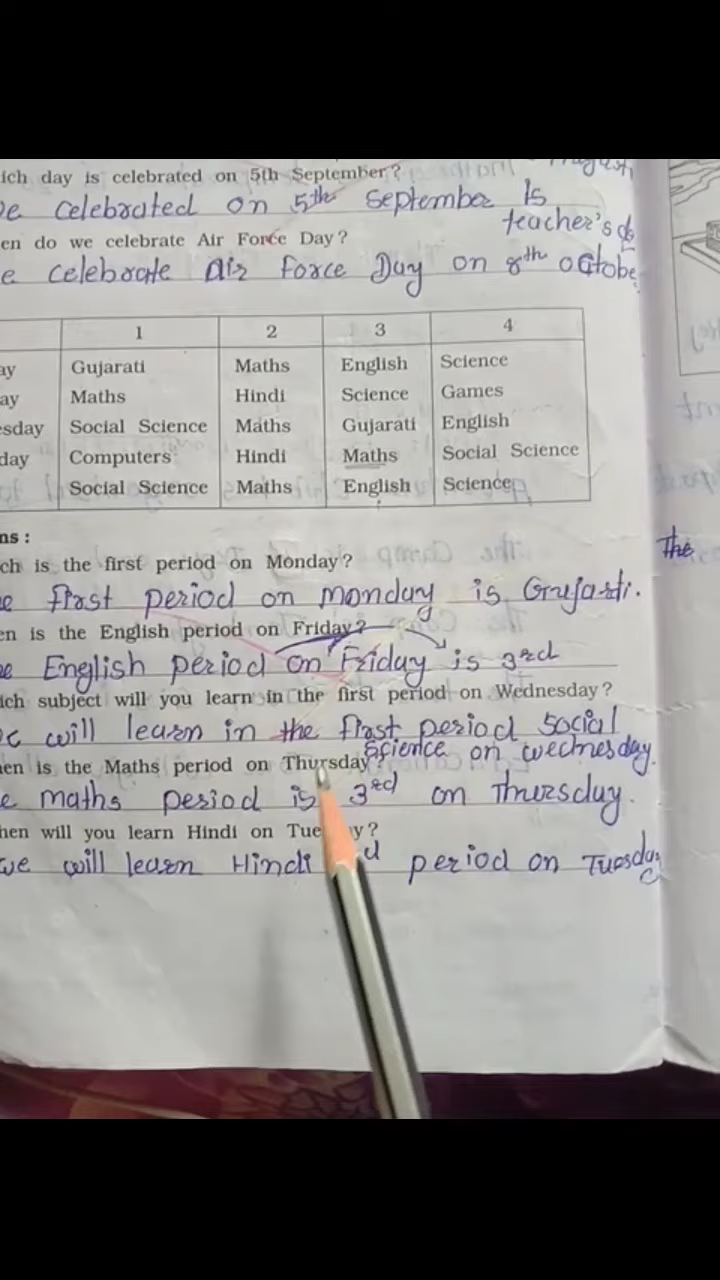 ich day is celebrated on 5th September?
e celebrated on 5the September Is
teacher's d
en do we celebrate Air Force Day?
e celebrate Air Force Day on 8th octobe
1 2 3 4
ay Gujarati Maths English Science
ay Maths Hindi Science Games
sday Social Science Maths Gujarati English
day Computers Hindi Maths Social Science
Social Science Maths English Science
ns :
ch is the first period on Monday?
The
e first period on monday is Grujarti.
en is the English period on Friday?
e English period on Friday is 3rd
ich subject will you learn in the first period on Wednesday?
e will learn in the first period Social
Science on wechnesday.
en is the Maths period on Thursday?
e maths period is 3rd on Thursday.
hen will you learn Hindi on Tue y?
we will learn Hindi d period on Tuesday